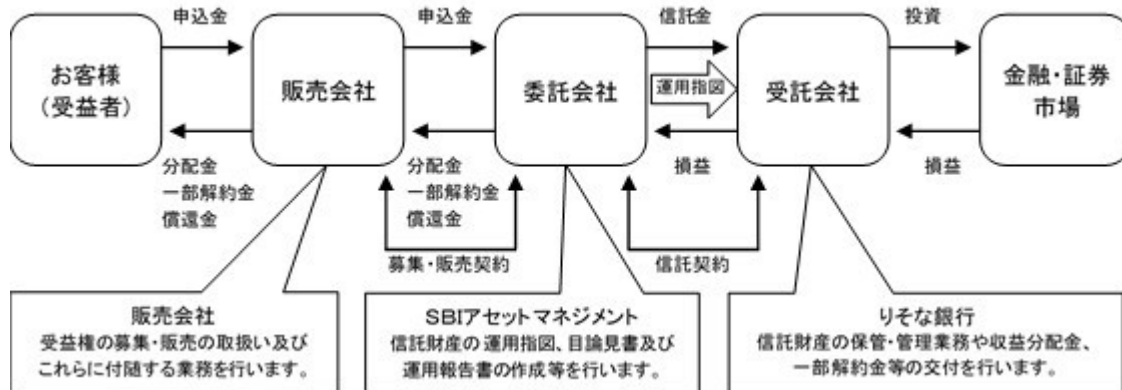 申込金
申込金
信託金
投資
お客様
（受益者）
販売会社
委託会社
運用指図
受託会社
金融・証券
市場
分配金
一部解約金
償還金
分配金
一部解約金
償還金
損益
損益
募集・販売契約
信託契約
販売会社
受益権の募集・販売の取扱い及び
これらに付随する業務を行います。
SBIアセットマネジメント
信託財産の運用指図、目論見書及び
運用報告書の作成等を行います。
りそな銀行
信託財産の保管・管理業務や収益分配金、
一部解約金等の交付を行います。